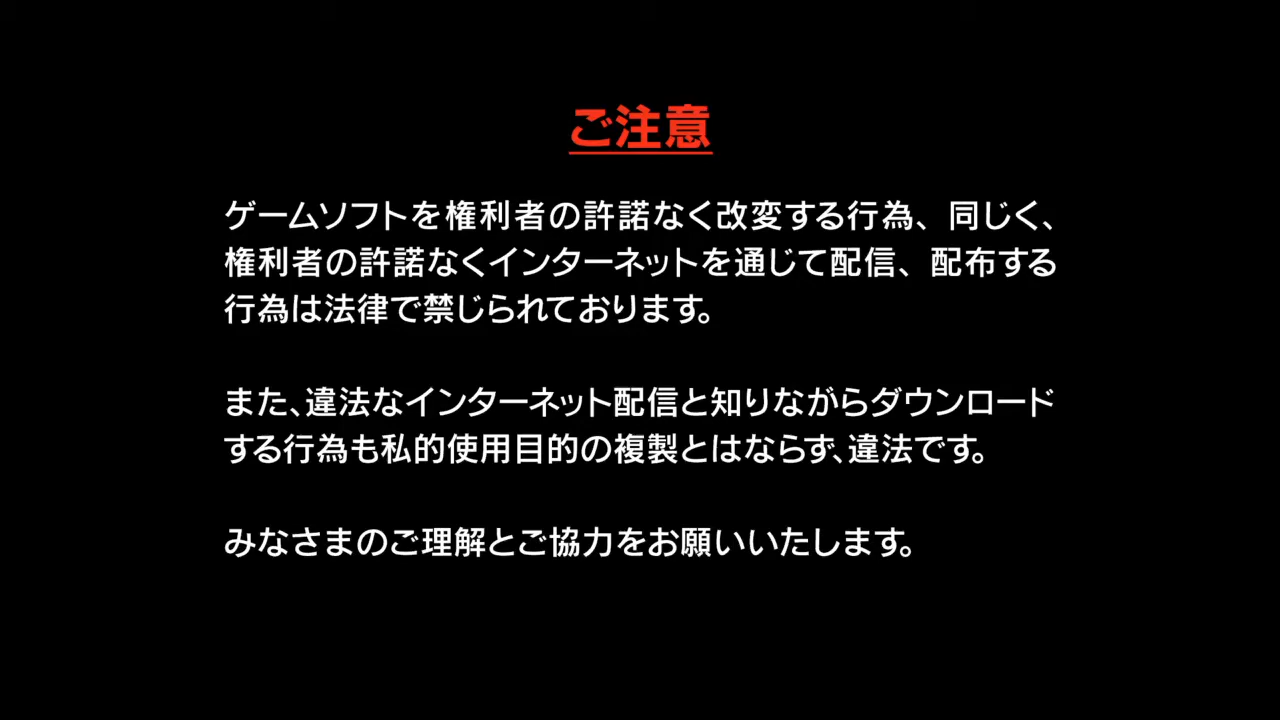 ご注意
ゲームソフトを権利者の許諾なく改変する行為、同じく、
権利者の許諾なくインターネットを通じて配信、配布する
行為は法律で禁じられております。
また、違法なインターネット配信と知りながらダウンロード
する行為も私的使用目的の複製とはならず、違法です。
みなさまのご理解とご協力をお願いいたします。